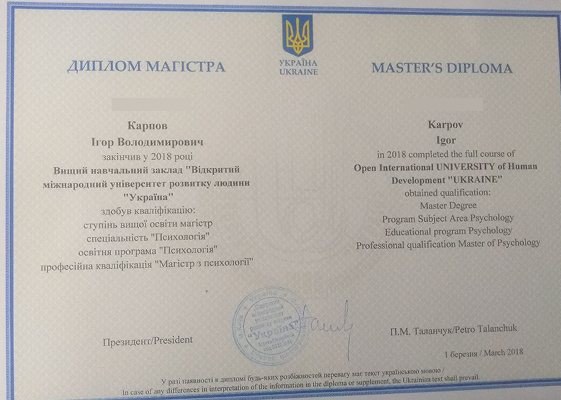 УКРАЇНА
UKRAINE
ДИПЛОМ МАГІСТРА
Карпов
Ігор Володимирович
закінчив у 2018 році
Вищий навчальний заклад "Відкритий
міжнародний університет розвитку людини
"Україна"
здобув кваліфікацію:
ступінь вищої освіти магістр
спеціальність "Психологія"
освітня програма "Психологія"
професійна кваліфікація "Магістр з психології"
MASTER'S DIPLOMA
Karpov
Igor
in 2018 completed the full course of
Open International UNIVERSITY of Human
Development "UKRAINE"
obtained qualification:
Master Degree
Program Subject Area Psychology
Educational program Psychology
Professional qualification Master of Psychology
Президент/President
"Україна"
П.М. Таланчук/Petro Talanchuk
1 березня / March 2018
У разі наявності в дипломі будь-яких розбіжностей перевагу має текст українською мовою /
In case of any differences in interpretation of the information in the diploma or supplement, the Ukrainian text shall prevail.